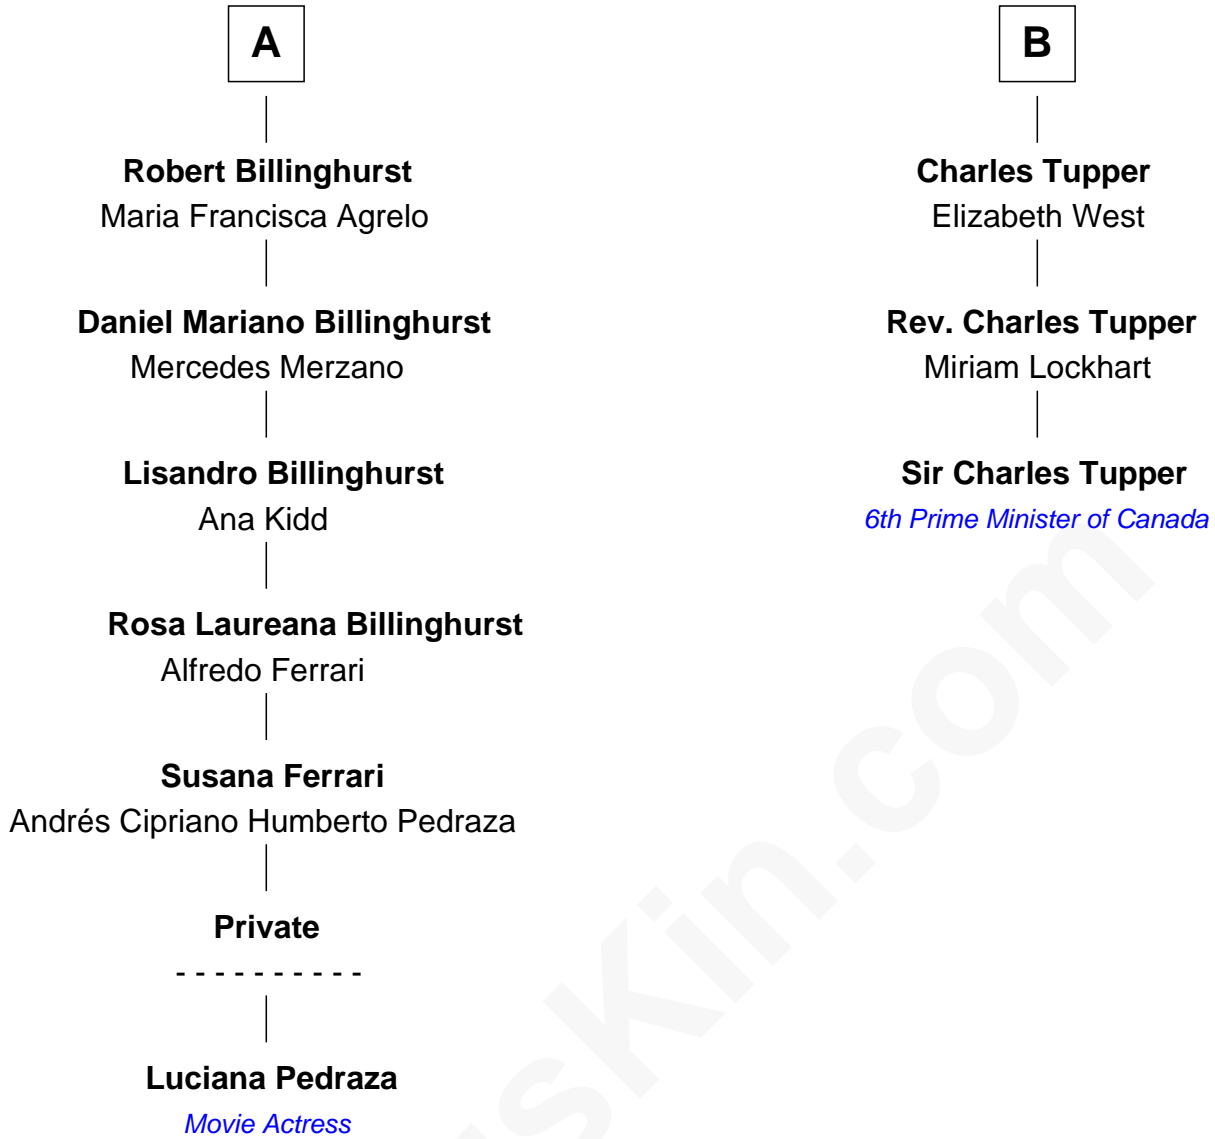 A
Robert Billinghurst
Maria Francisca Agrelo
Daniel Mariano Billinghurst
Mercedes Merzano
Lisandro Billinghurst
Ana Kidd
Rosa Laureana Billinghurst
Alfredo Ferrari
Susana Ferrari
Andrés Cipriano Humberto Pedraza
Private
- - - - - - - - - -
Luciana Pedraza
Movie Actress
B
Charles Tupper
Elizabeth West
Rev. Charles Tupper
Miriam Lockhart
Sir Charles Tupper
6th Prime Minister of Canada